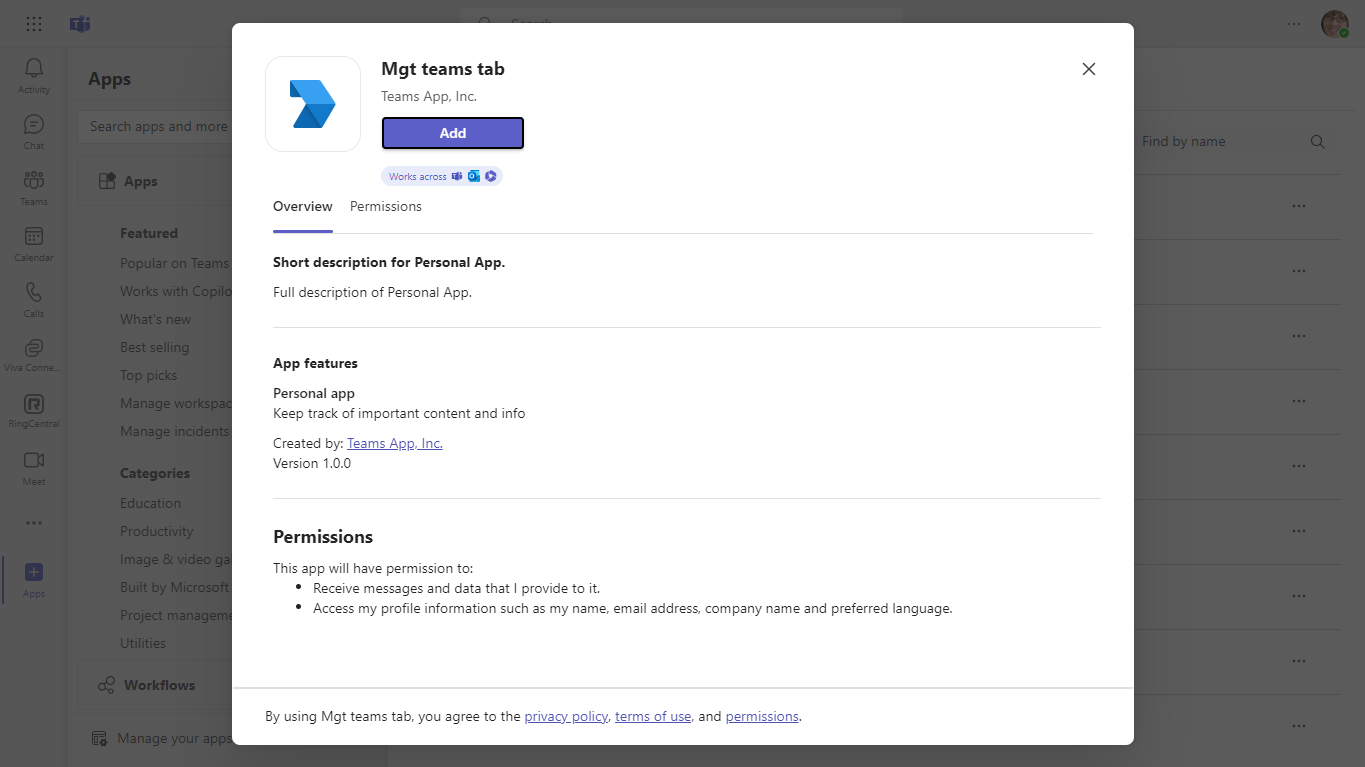 Search
Activity
Chat
Teams
Calendar
Calls
Viva Conne...
RingCentral
Meet
Apps
Apps
Search apps and more
Apps
Featured
Popular on Teams
Works with Copilo
What's new
Best selling
Top picks
Manage workspac
Manage incidents
Categories
Education
Productivity
Image & video ga
Built by Microsoft
Project manageme
Utilities
Workflows
Manage your apps
Mgt teams tab
Teams App, Inc.
Add
Works across
Overview Permissions
Short description for Personal App.
Full description of Personal App.
App features
Personal app
Keep track of important content and info
Created by: Teams App, Inc.
Version 1.0.0
Permissions
This app will have permission to:
• Receive messages and data that I provide to it.
• Access my profile information such as my name, email address, company name and preferred language.
By using Mgt teams tab, you agree to the privacy policy, terms of use, and permissions.
Find by name